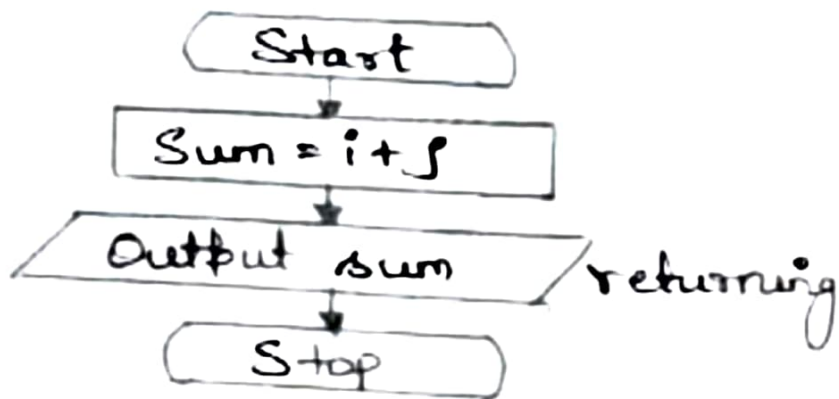 Start
Sum = i + j
Output sum
returning
Stop